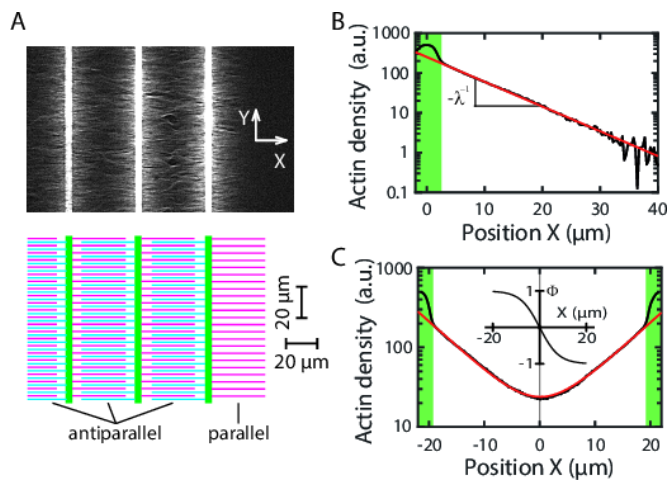 A
Y
X
20 µm
20 µm
antiparallel
parallel
B
Actin density (a.u.)
1000
100
10
1
0.1
-λ⁻¹
0
10
20
30
40
Position X (µm)
C
Actin density (a.u.)
1000
100
10
Φ
1
X (µm)
-20
20
-1
-20
-10
0
10
20
Position X (µm)